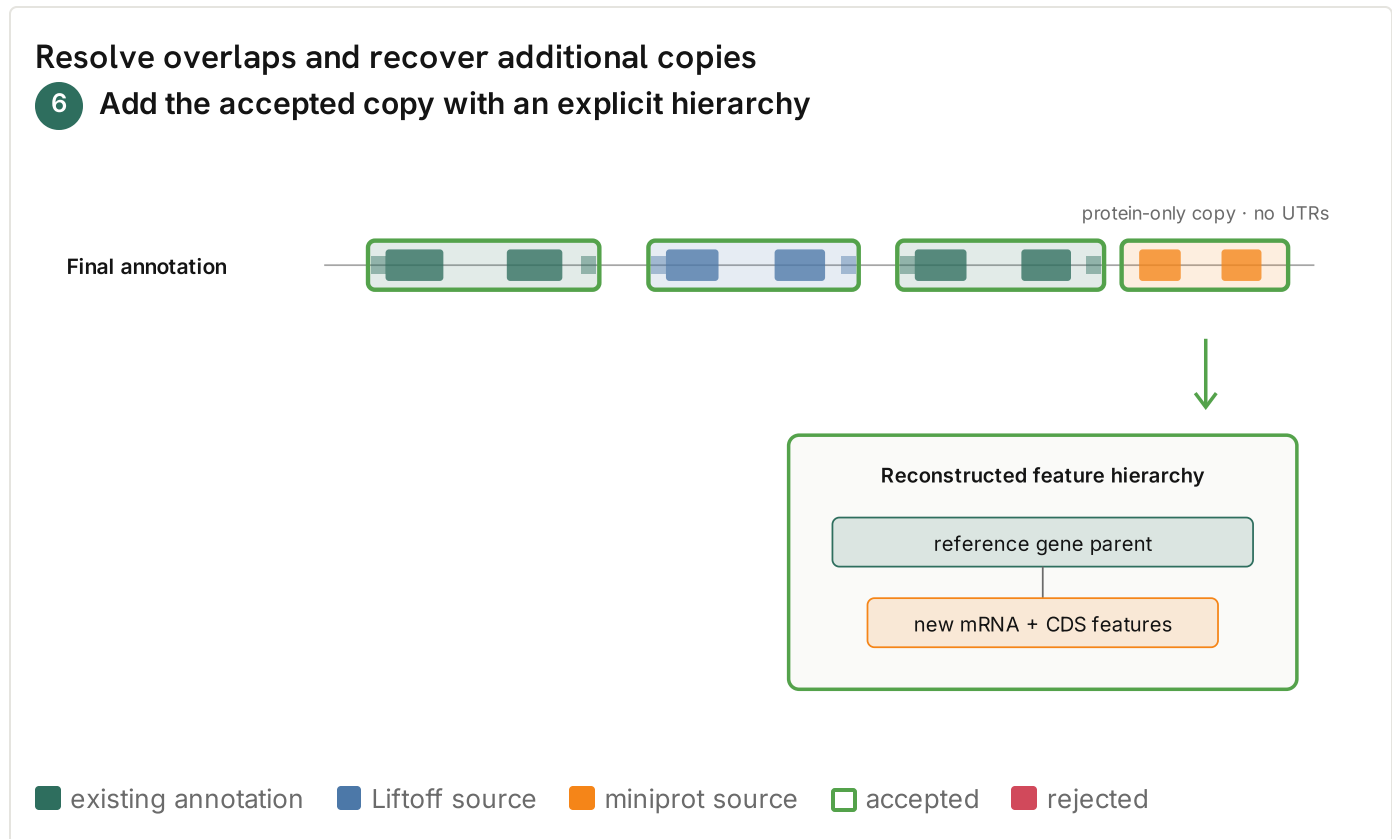 Resolve overlaps and recover additional copies
6 Add the accepted copy with an explicit hierarchy
protein-only copy · no UTRs
Final annotation
Reconstructed feature hierarchy
reference gene parent
new mRNA + CDS features
existing annotation Liftoff source miniprot source accepted rejected